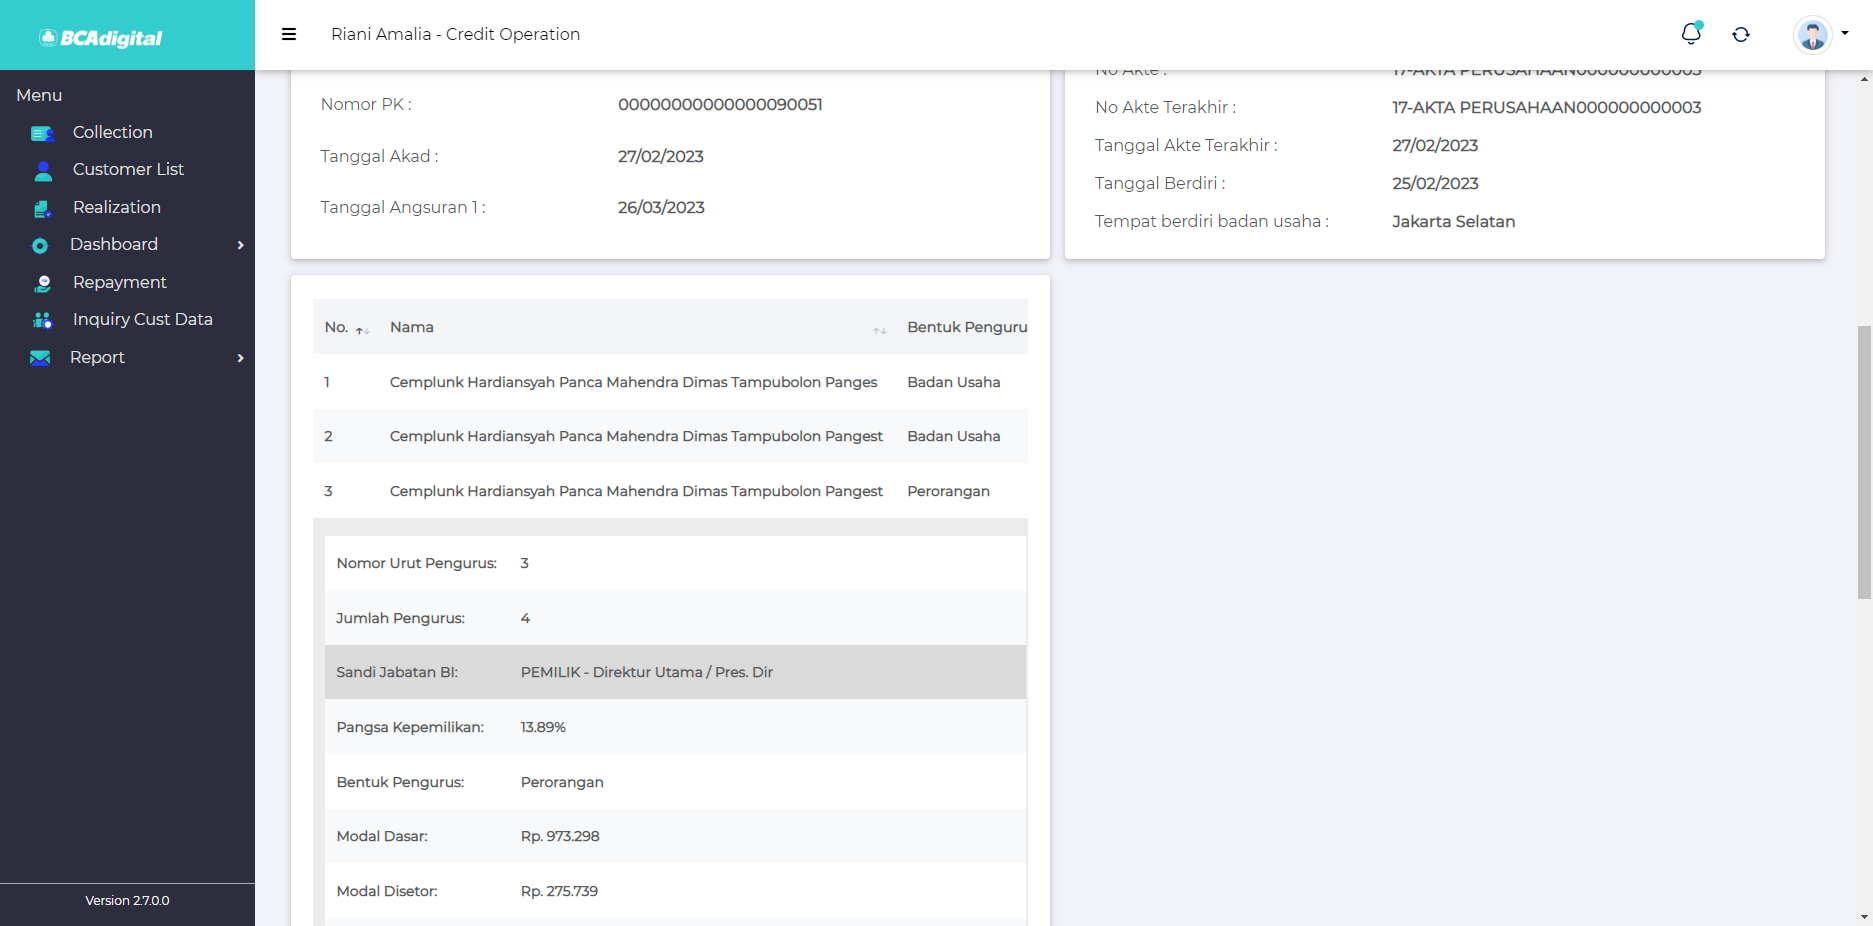 BCAdigital
Riani Amalia - Credit Operation
Menu
Collection
Customer List
Realization
Dashboard
Repayment
Inquiry Cust Data
Report
Version 2.7.0.0
Nomor PK : 00000000000000090051
Tanggal Akad : 27/02/2023
Tanggal Angsuran 1 : 26/03/2023
No Akte : 17-AKTA PERUSAHAAN000000000003
No Akte Terakhir : 17-AKTA PERUSAHAAN000000000003
Tanggal Akte Terakhir : 27/02/2023
Tanggal Berdiri : 25/02/2023
Tempat berdiri badan usaha : Jakarta Selatan
No. Nama Bentuk Penguru
1 Cemplunk Hardiansyah Panca Mahendra Dimas Tampubolon Panges Badan Usaha
2 Cemplunk Hardiansyah Panca Mahendra Dimas Tampubolon Pangest Badan Usaha
3 Cemplunk Hardiansyah Panca Mahendra Dimas Tampubolon Pangest Perorangan
Nomor Urut Pengurus: 3
Jumlah Pengurus: 4
Sandi Jabatan BI: PEMILIK - Direktur Utama / Pres. Dir
Pangsa Kepemilikan: 13.89%
Bentuk Pengurus: Perorangan
Modal Dasar: Rp. 973.298
Modal Disetor: Rp. 275.739